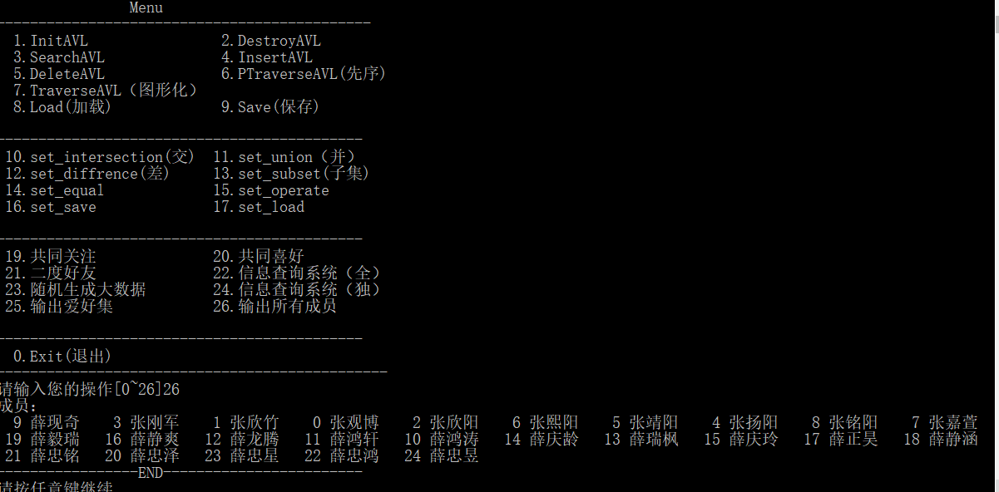 Menu
--------------------------------------------
1.InitAVL 2.DestroyAVL
3.SearchAVL 4.InsertAVL
5.DeleteAVL 6.PTraverseAVL(先序)
7.TraverseAVL（图形化）
8.Load(加载) 9.Save(保存)
--------------------------------------------
10.set_intersection(交) 11.set_union（并）
12.set_diffrence(差) 13.set_subset(子集)
14.set_equal 15.set_operate
16.set_save 17.set_load
--------------------------------------------
19.共同关注 20.共同喜好
21.二度好友 22.信息查询系统（全）
23.随机生成大数据 24.信息查询系统（独）
25.输出爱好集 26.输出所有成员
--------------------------------------------
0.Exit(退出)
-----------------------------------------------
请输入您的操作[0~26]26
成员：
9 薛现奇 3 张刚军 1 张欣竹 0 张观博 2 张欣阳 6 张熙阳 5 张靖阳 4 张扬阳 8 张铭阳 7 张嘉萱
19 薛毅瑞 16 薛静爽 12 薛龙腾 11 薛鸿轩 10 薛鸿涛 14 薛庆龄 13 薛瑞枫 15 薛庆玲 17 薛正昊 18 薛静涵
21 薛忠铭 20 薛忠泽 23 薛忠星 22 薛忠鸿 24 薛忠昱
-----------------END------------------------
请按任意键继续